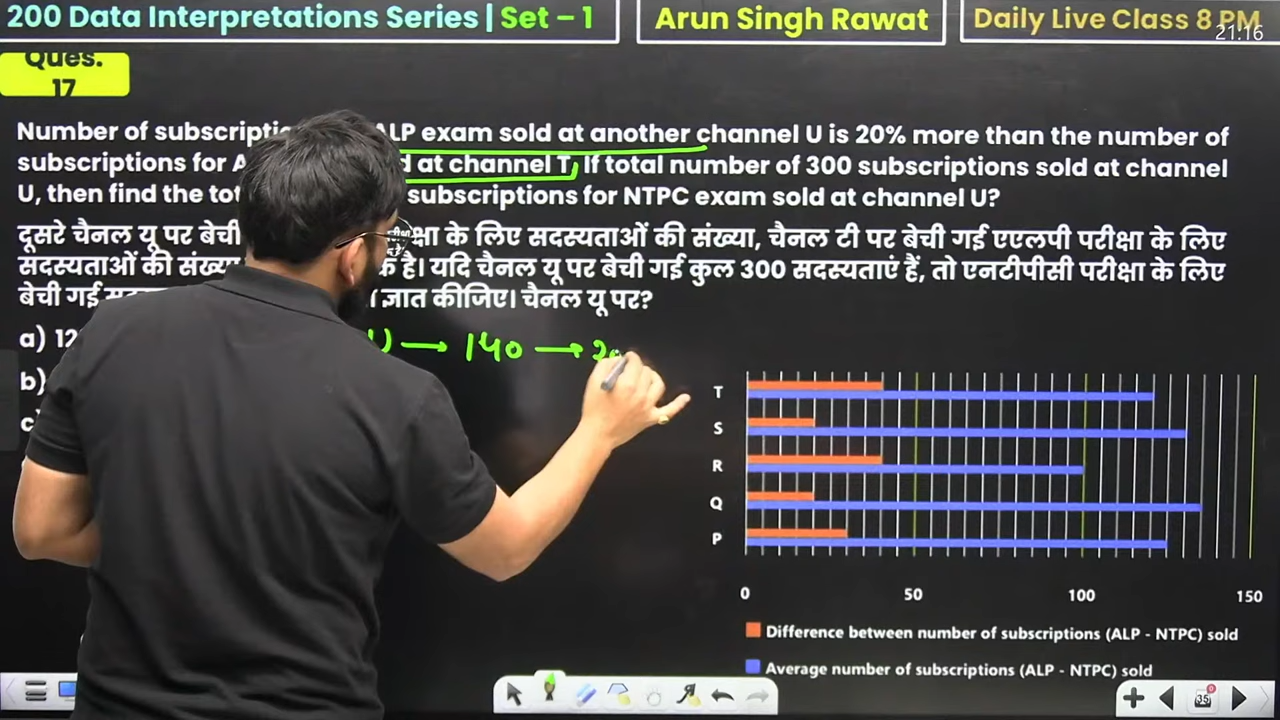 200 Data Interpretations Series | Set – 1
Arun Singh Rawat
Daily Live Class 8 PM
21:16
Ques.
17
Number of ALP exam sold at another channel U is 20% more than the number of
subscriptions for at channel T. If total number of 300 subscriptions sold at channel
U, then find the subscriptions for NTPC exam sold at channel U?
दूसरे चैनल यू पर बेची के लिए सदस्यताओं की संख्या, चैनल टी पर बेची गई एएलपी परीक्षा के लिए
सदस्यताओं की है। यदि चैनल यू पर बेची गई कुल 300 सदस्यताएं हैं, तो एनटीपीसी परीक्षा के लिए
बेची गई ज्ञात कीजिए। चैनल यू पर?
a)
U → 140 →
b)
T
S
R
Q
P
0 50 100 150
Difference between number of subscriptions (ALP - NTPC) sold
Average number of subscriptions (ALP - NTPC) sold
35